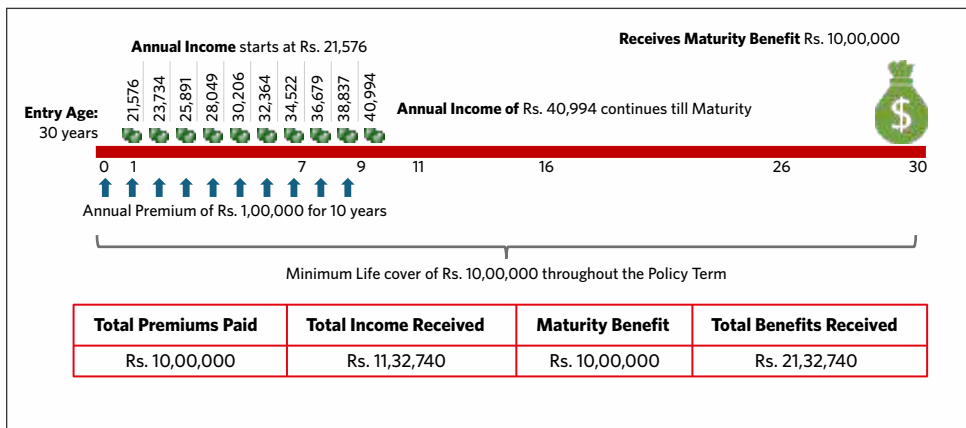 Annual Income starts at Rs. 21,576
Receives Maturity Benefit Rs. 10,00,000
21,576
23,734
25,891
28,049
30,206
32,364
34,522
36,679
38,837
40,994
Entry Age:
30 years
Annual Income of Rs. 40,994 continues till Maturity
$
0 1 7 9 11 16 26 30
Annual Premium of Rs. 1,00,000 for 10 years
Minimum Life cover of Rs. 10,00,000 throughout the Policy Term
Total Premiums Paid Total Income Received Maturity Benefit Total Benefits Received
Rs. 10,00,000 Rs. 11,32,740 Rs. 10,00,000 Rs. 21,32,740